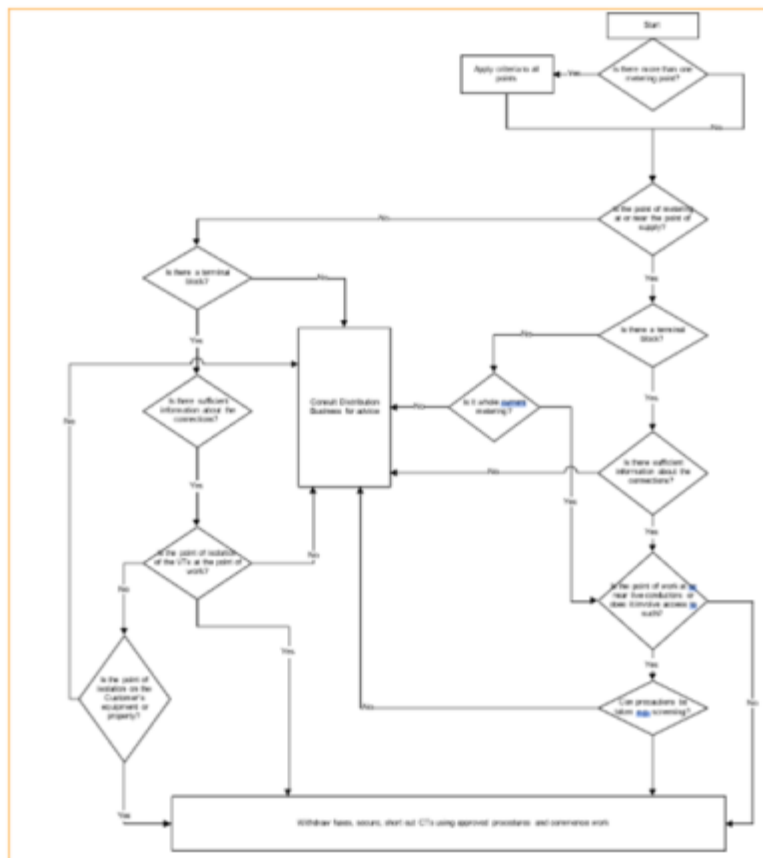 Start
Is there more than one
metering point?
Yes
Apply criteria to all
points
No
Is the point of metering
at or near the point of
supply?
No
Yes
Is there a terminal
block?
No
Yes
Is there a terminal
block?
No
Yes
Is there sufficient
information about the
connections?
No
Yes
Consult Distribution
Business for advice
Is it whole current
metering?
No
Yes
Is there sufficient
information about the
connections?
No
Yes
Is the point of isolation
of the VTs at the point of
work?
No
No
Yes
Is the point of work at or
near live conductors or
does it involve access to
such?
Yes
No
Is the point of
isolation on the
Customer's
equipment or
property?
Yes
Can precautions be
taken screening?
No
Withdraw fuses, secure, short out CTs using approved procedures and commence work